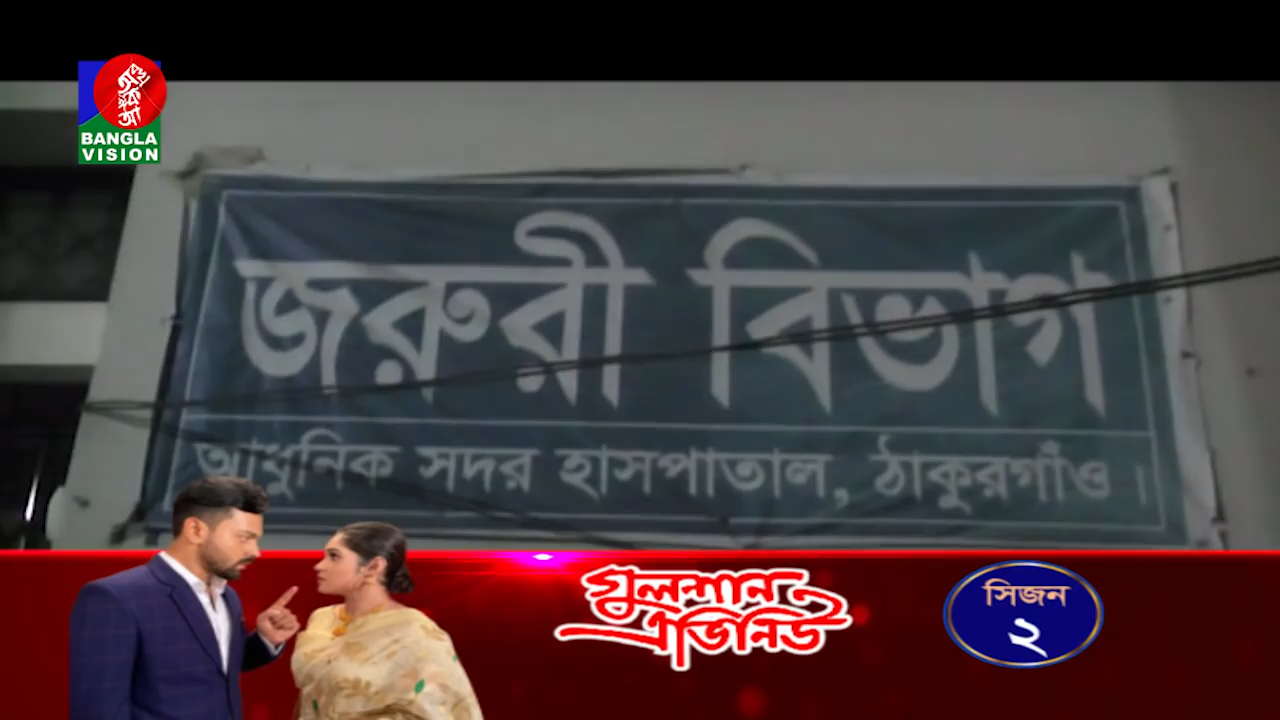 BANGLA
VISION
জরুরী বিভাগ
আধুনিক সদর হাসপাতাল, ঠাকুরগাঁও।
গুলশান
এভিনিউ
সিজন
২